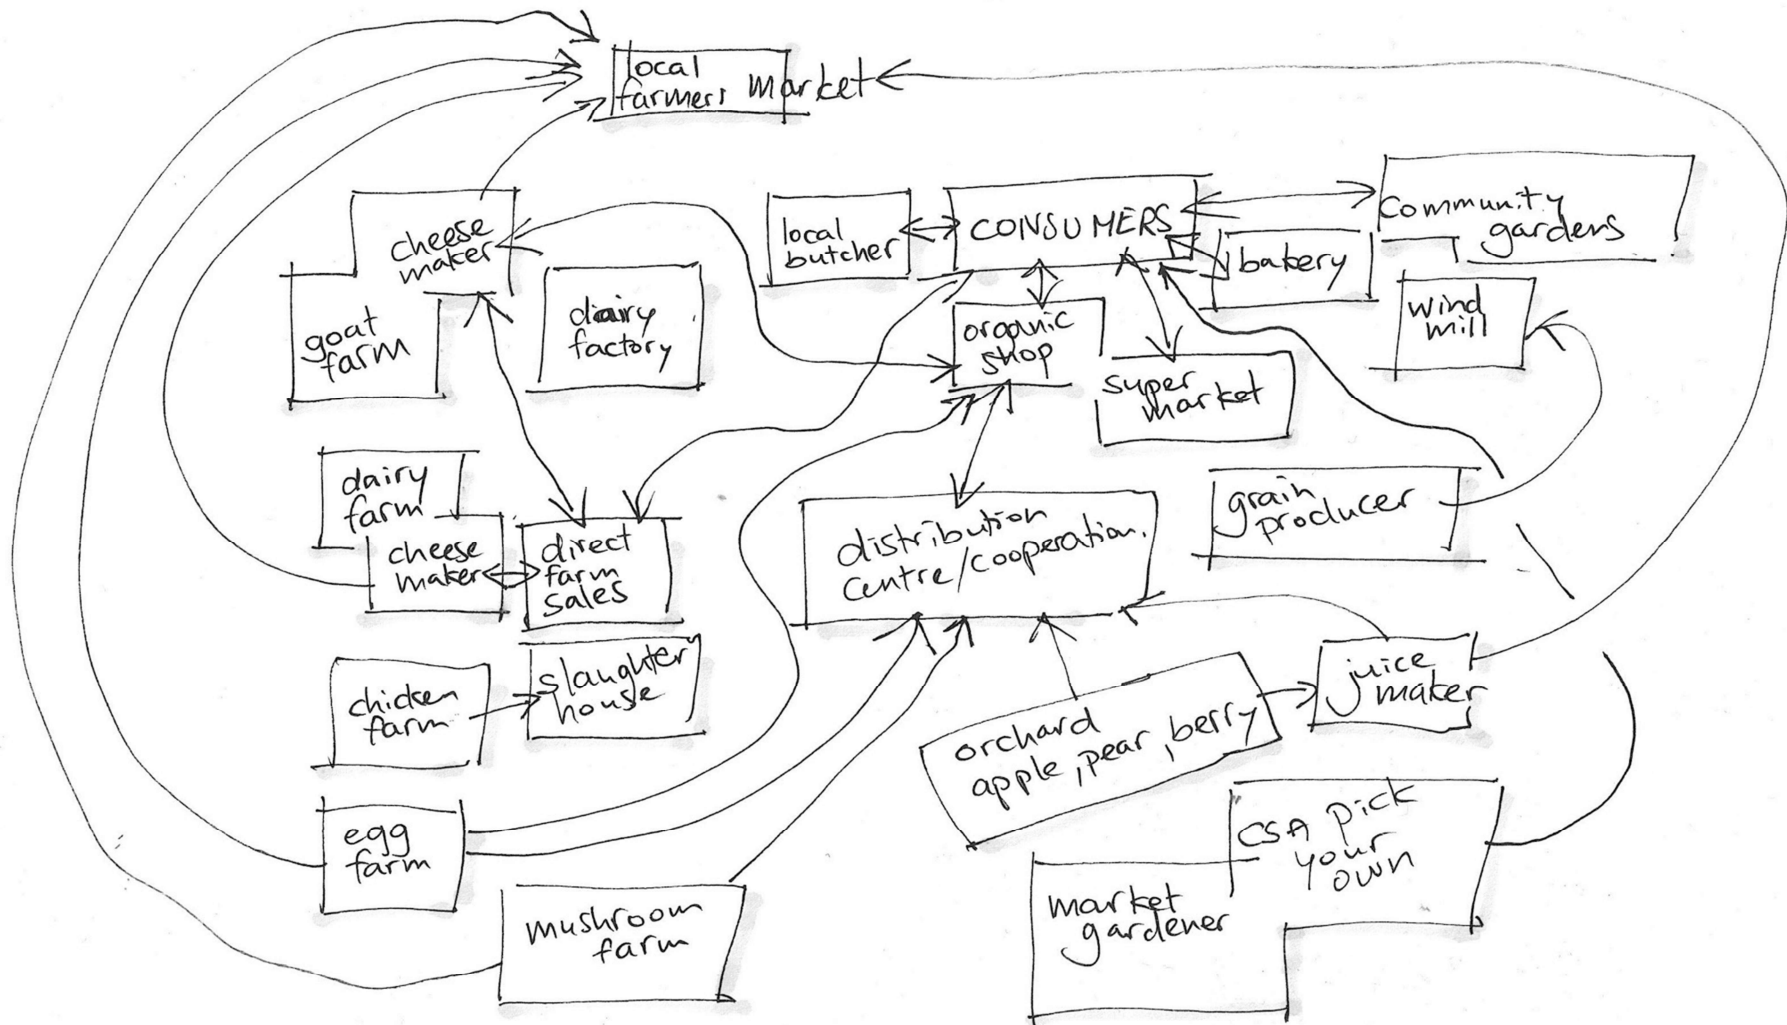 local
farmers market
cheese
maker
goat
farm
dairy
factory
local
butcher
CONSUMERS
community
gardens
bakery
wind
mill
organic
shop
super
market
dairy
farm
cheese
maker
direct
farm
sales
distribution
centre/cooperation.
grain
producer
chicken
farm
slaughter
house
orchard
apple, pear, berry
juice
maker
egg
farm
mushroom
farm
CSA pick
your
own
market
gardener